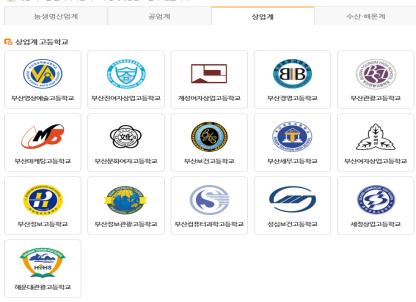 농생명산업계 공업계 상업계 수산·해운계
상업계 고등학교
부산영상예술고등학교 부산진여자상업고등학교 계성여자상업고등학교 부산경영고등학교 부산관광고등학교
부산마케팅고등학교 부산문화여자고등학교 부산보건고등학교 부산세무고등학교 부산여자상업고등학교
부산정보고등학교 부산정보관광고등학교 부산컴퓨터과학고등학교 성심보건고등학교 세정상업고등학교
해운대관광고등학교